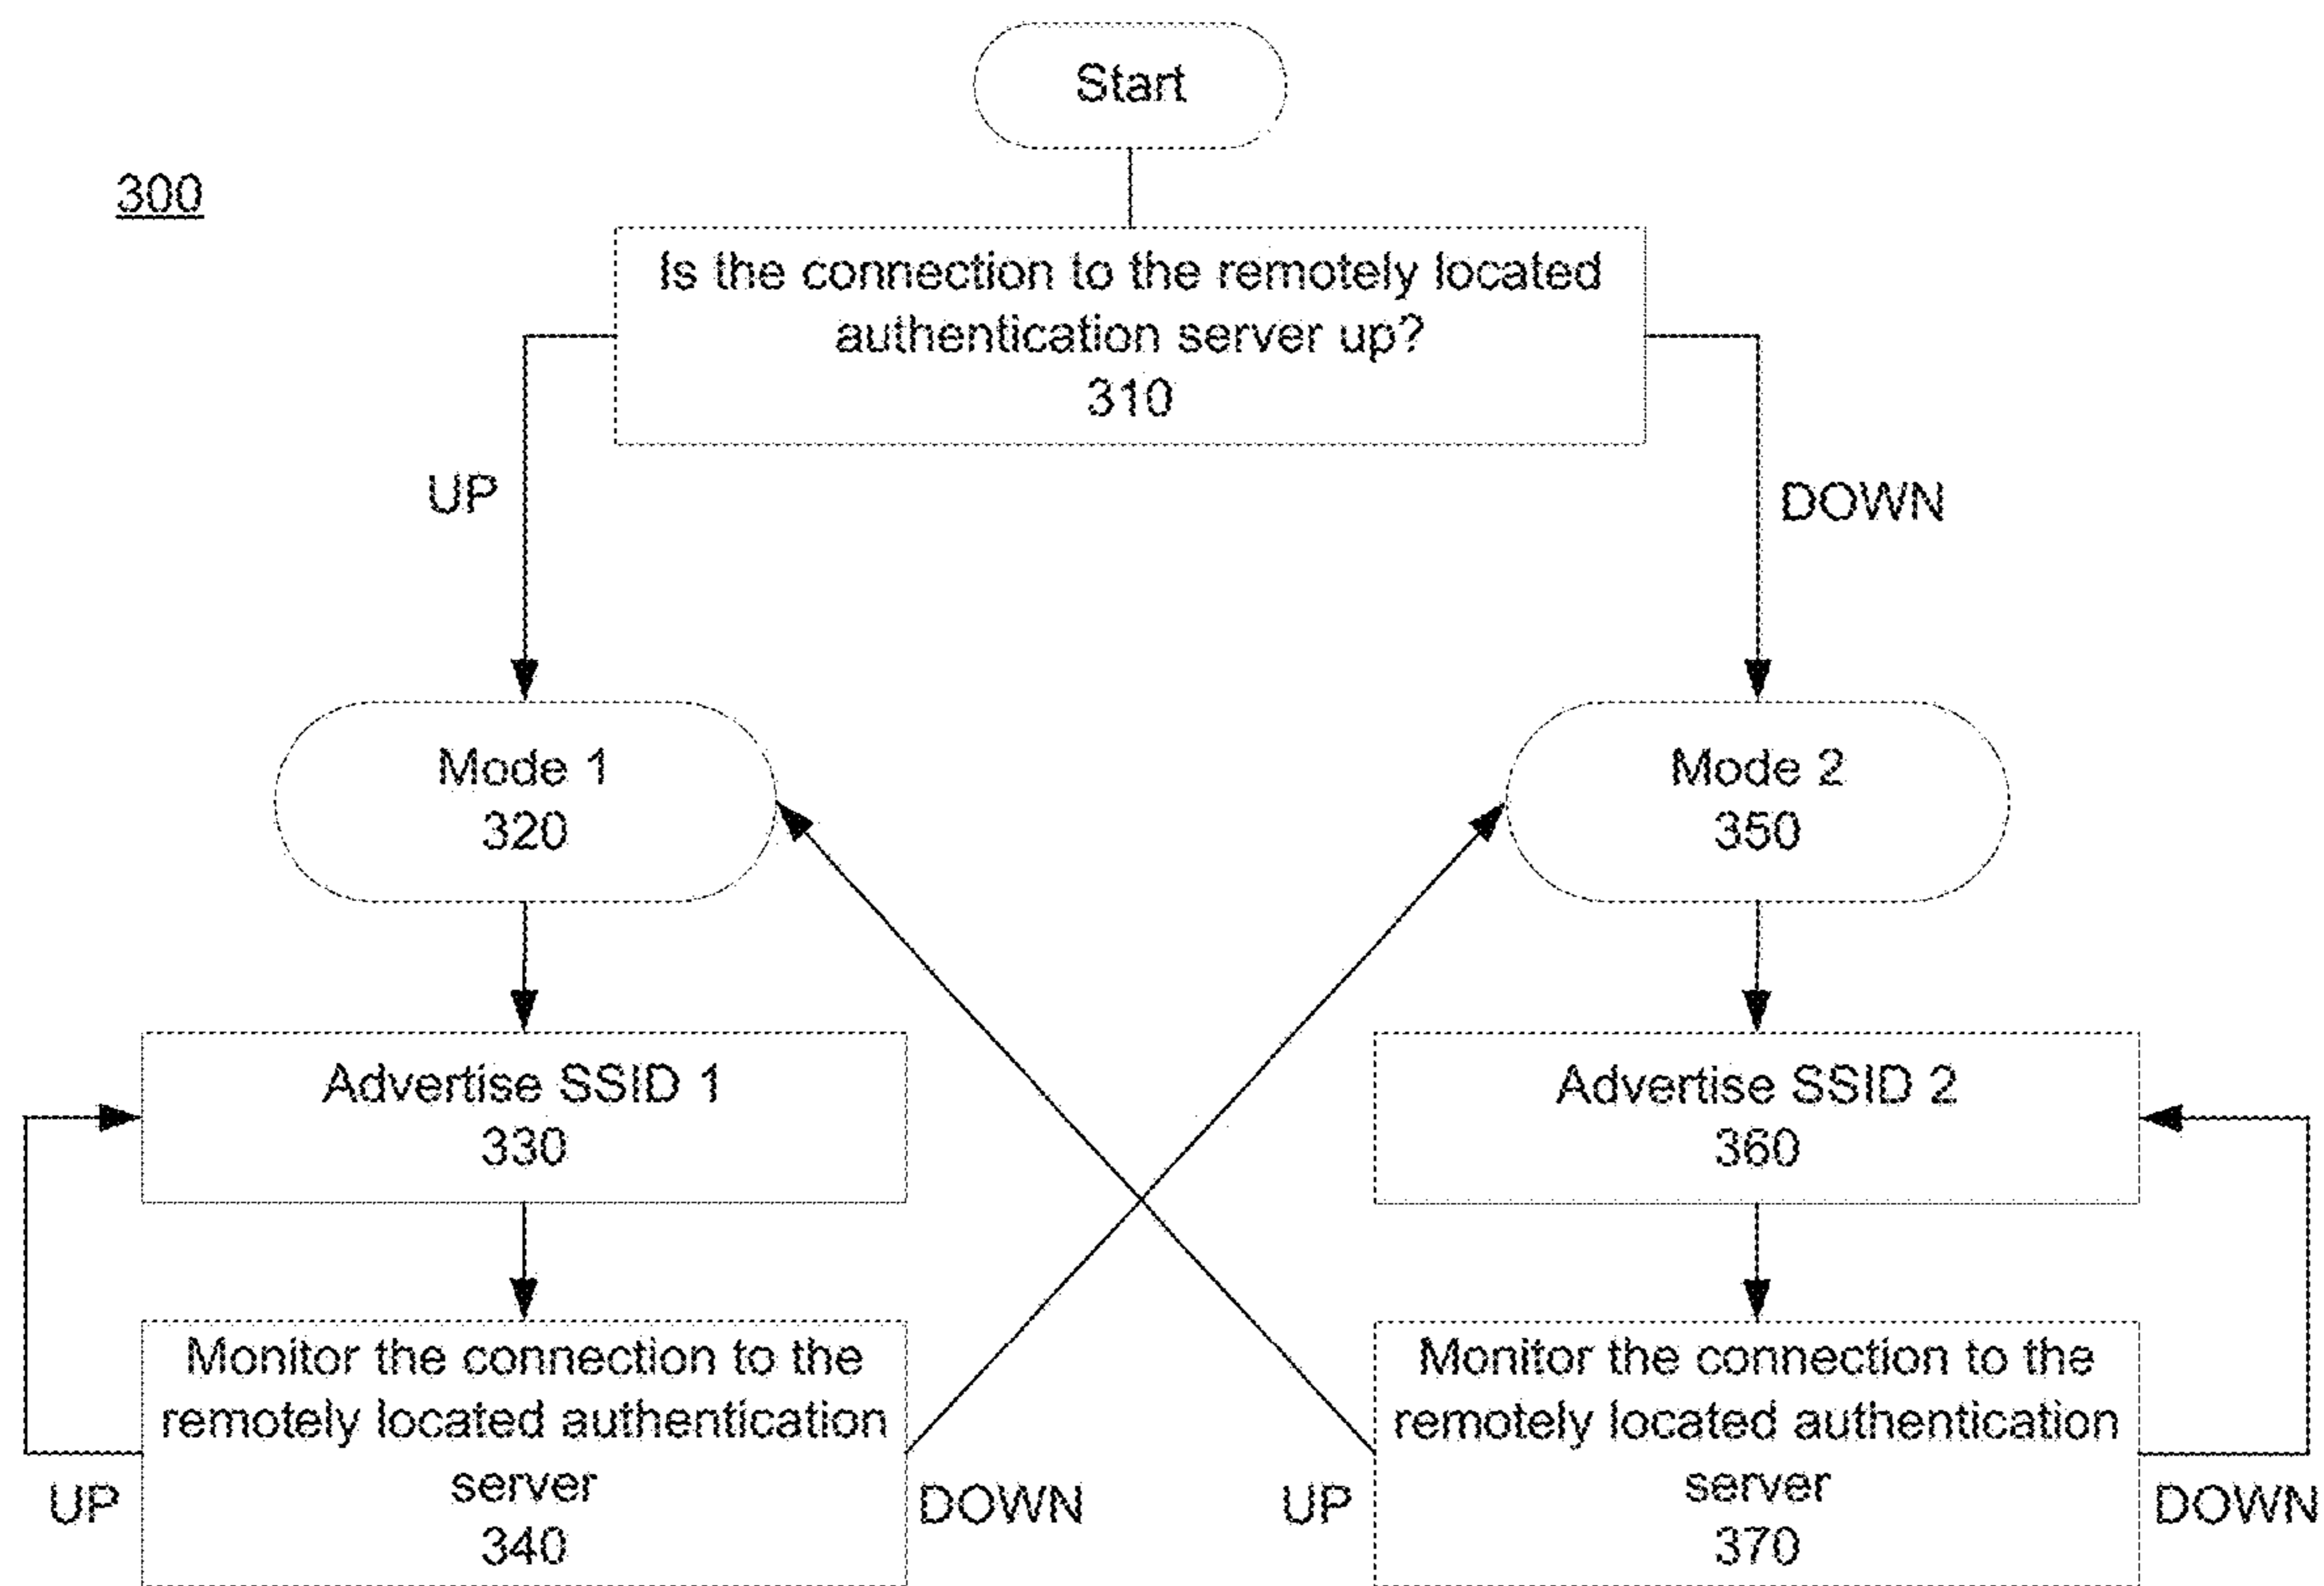 Start
300
Is the connection to the remotely located
authentication server up?
310
UP
DOWN
Mode 1
320
Mode 2
350
Advertise SSID 1
330
Advertise SSID 2
360
Monitor the connection to the
remotely located authentication
server
340
UP
DOWN
Monitor the connection to the
remotely located authentication
server
370
UP
DOWN